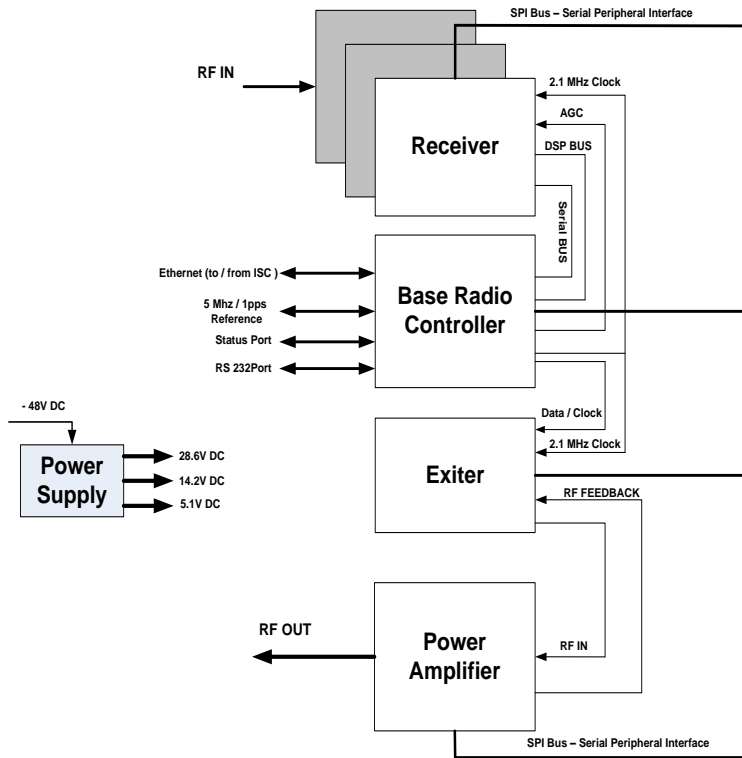 SPI Bus – Serial Peripheral Interface
RF IN
2.1 MHz Clock
AGC
Receiver
DSP BUS
Serial BUS
Ethernet (to / from ISC )
5 Mhz / 1pps
Reference
Base Radio
Controller
Status Port
RS 232Port
- 48V DC
Data / Clock
2.1 MHz Clock
Power
Supply
28.6V DC
14.2V DC
5.1V DC
Exiter
RF FEEDBACK
RF OUT
Power
Amplifier
RF IN
SPI Bus – Serial Peripheral Interface